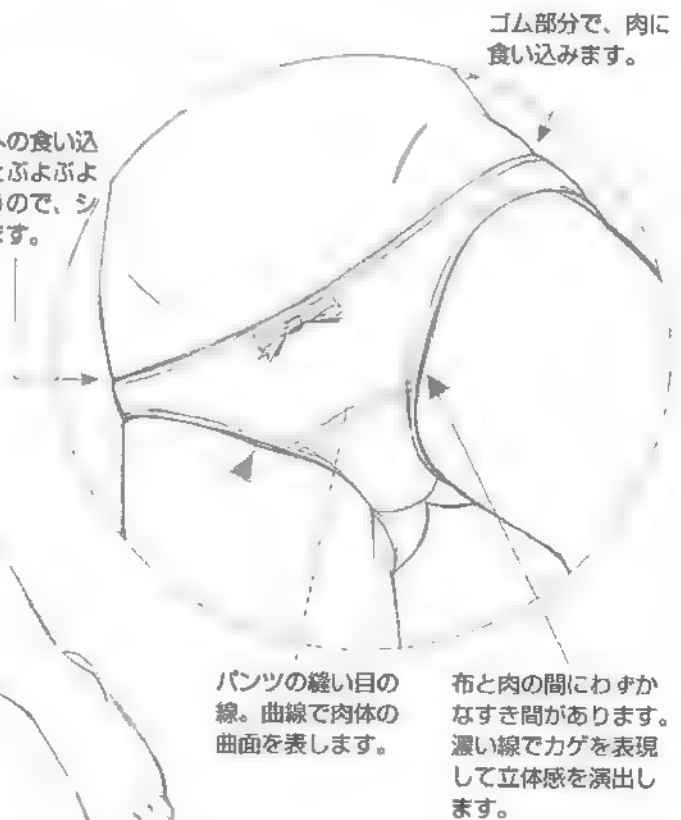 ゴム部分で、肉に
食い込みます。
の食い込
とぶよぶよ
ので、シ
ます。
パンツの縫い目の
線。曲線で肉体の
曲面を表します。
布と肉の間にわずか
なすき間があります。
濃い線でカゲを表現
して立体感を演出し
ます。